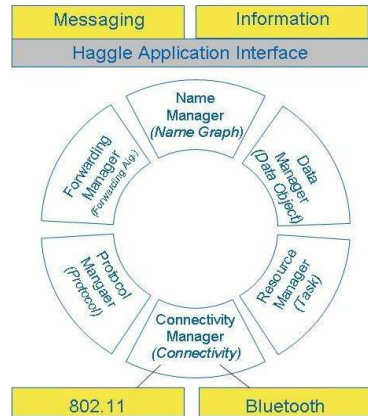 Messaging
Information
Haggle Application Interface
Name
Manager
(Name Graph)
Data
Manager
(Data Object)
Resource
Manager
(Task)
Connectivity
Manager
(Connectivity)
Protocol
Mangaer
(Protocol)
Forwarding
Manager
(Forwarding Alg.)
802.11
Bluetooth